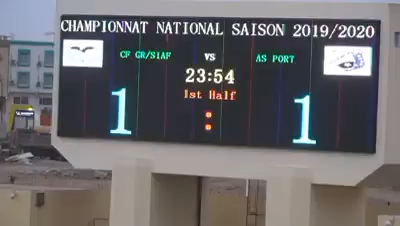 CHAMPIONNAT NATIONAL SAISON 2019/2020
CF GR/SIAF VS AS PORT
23:54
1st Half
1 : 1